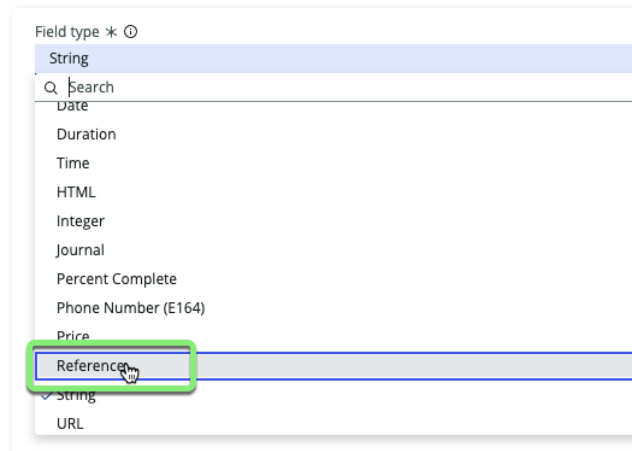 Field type *
String
Search
Date
Duration
Time
HTML
Integer
Journal
Percent Complete
Phone Number (E164)
Price
Reference
String
URL